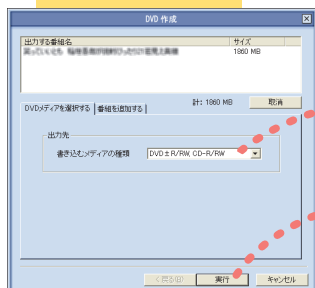 DVD 作成
出力する番組名 サイズ
1860 MB
計: 1860 MB 取消
DVDメディアを選択する 番組を追加する
出力先
書き込むメディアの種類 DVD±R/RW, CD-R/RW
< 戻る(B) 実行 キャンセル